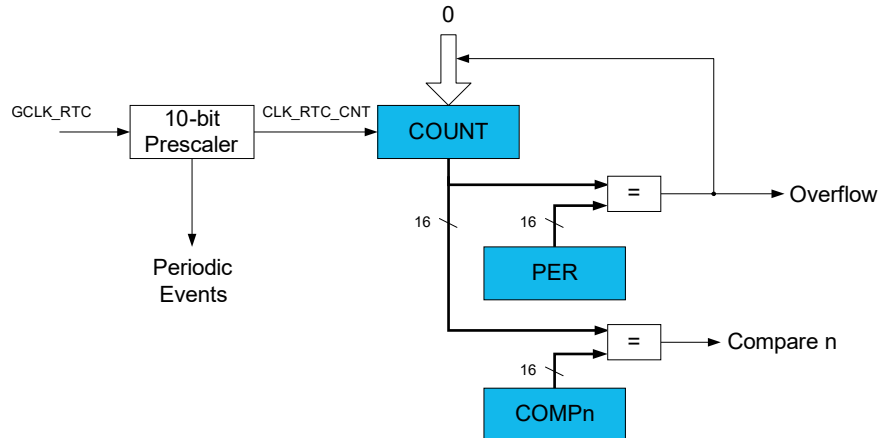 0
GCLK_RTC
10-bit
Prescaler
CLK_RTC_CNT
COUNT
=
Overflow
16
16
Periodic
Events
PER
=
Compare n
16
COMPn